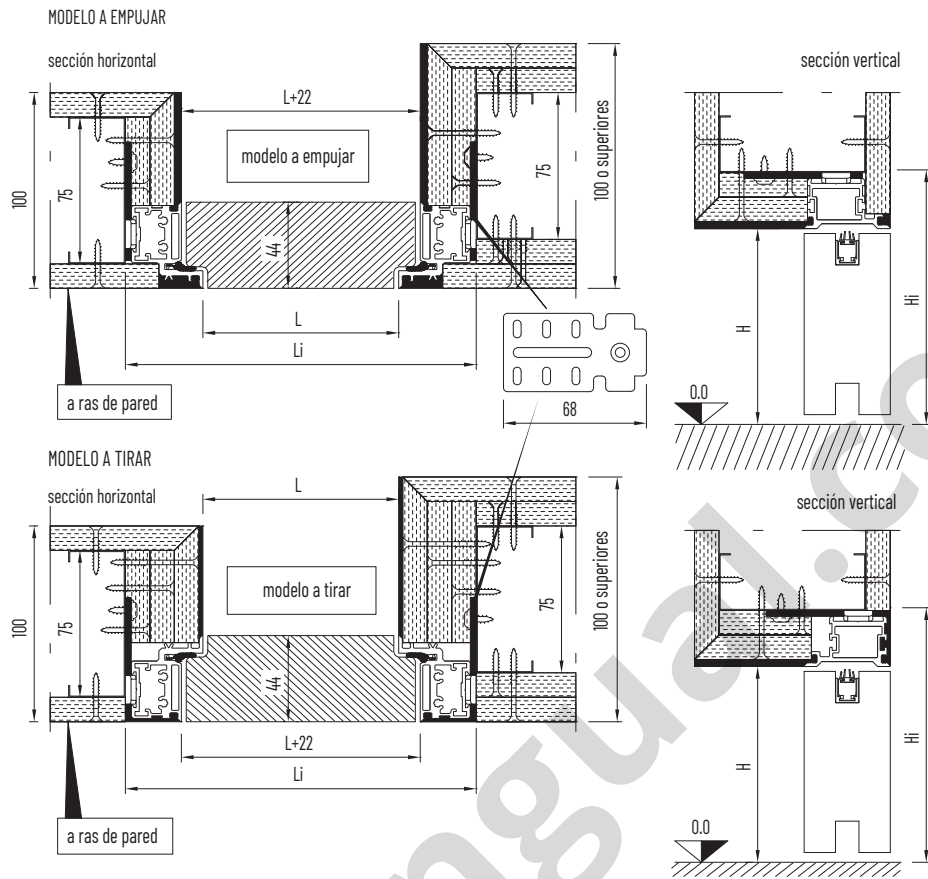 MODELO A EMPUJAR
sección horizontal
sección vertical
L+22
modelo a empujar
100
75
75
100 o superiores
44
L
Li
H
Hi
a ras de pared
68
0.0
MODELO A TIRAR
sección horizontal
sección vertical
L
modelo a tirar
100
75
75
100 o superiores
44
L+22
Li
H
Hi
a ras de pared
0.0
ngual.co